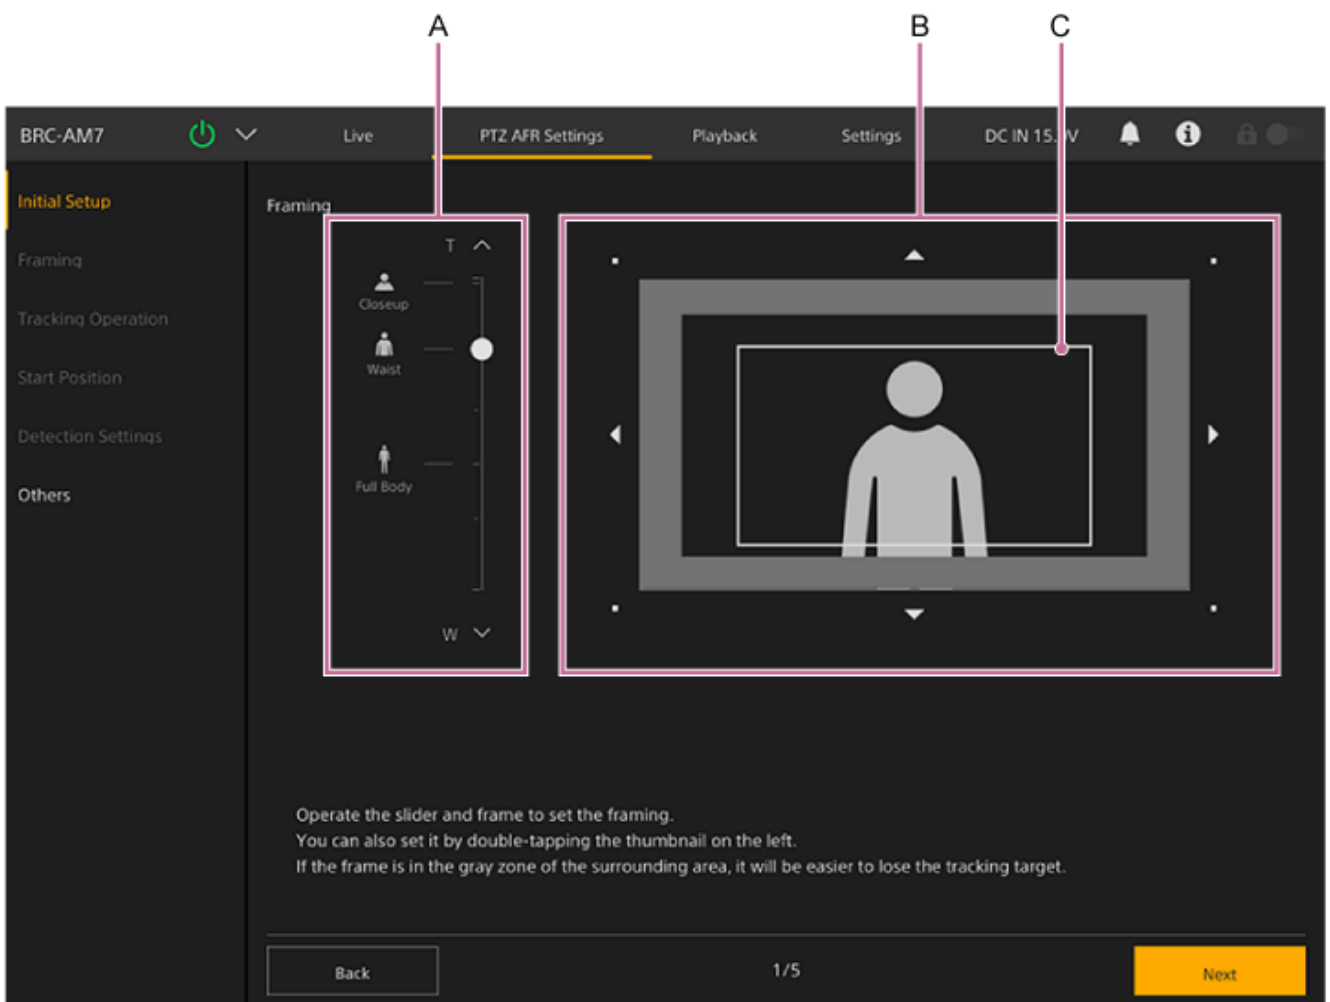 A B C
BRC-AM7 Live PTZ AFR Settings Playback Settings DC IN 15. V
Initial Setup
Framing
Tracking Operation
Start Position
Detection Settings
Others
Framing
T
Closeup
Waist
Full Body
W
Operate the slider and frame to set the framing.
You can also set it by double-tapping the thumbnail on the left.
If the frame is in the gray zone of the surrounding area, it will be easier to lose the tracking target.
Back 1/5 Next